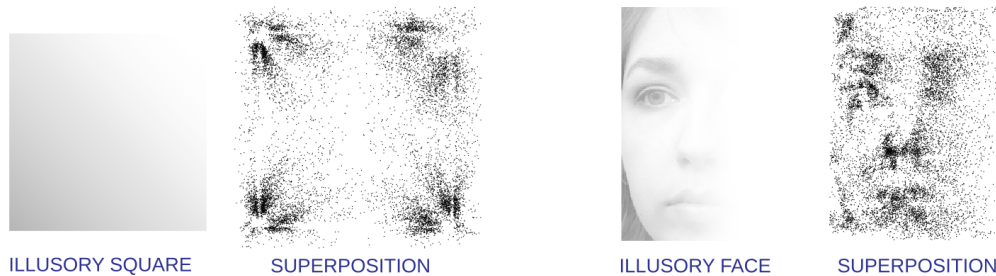 ILLUSORY SQUARE
SUPERPOSITION
ILLUSORY FACE
SUPERPOSITION